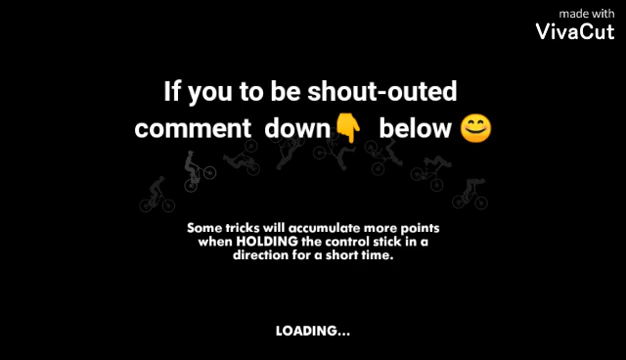 made with
VivaCut
If you to be shout-outed
comment down👇 below 😊
Some tricks will accumulate more points
when HOLDING the control stick in a
direction for a short time.
LOADING...